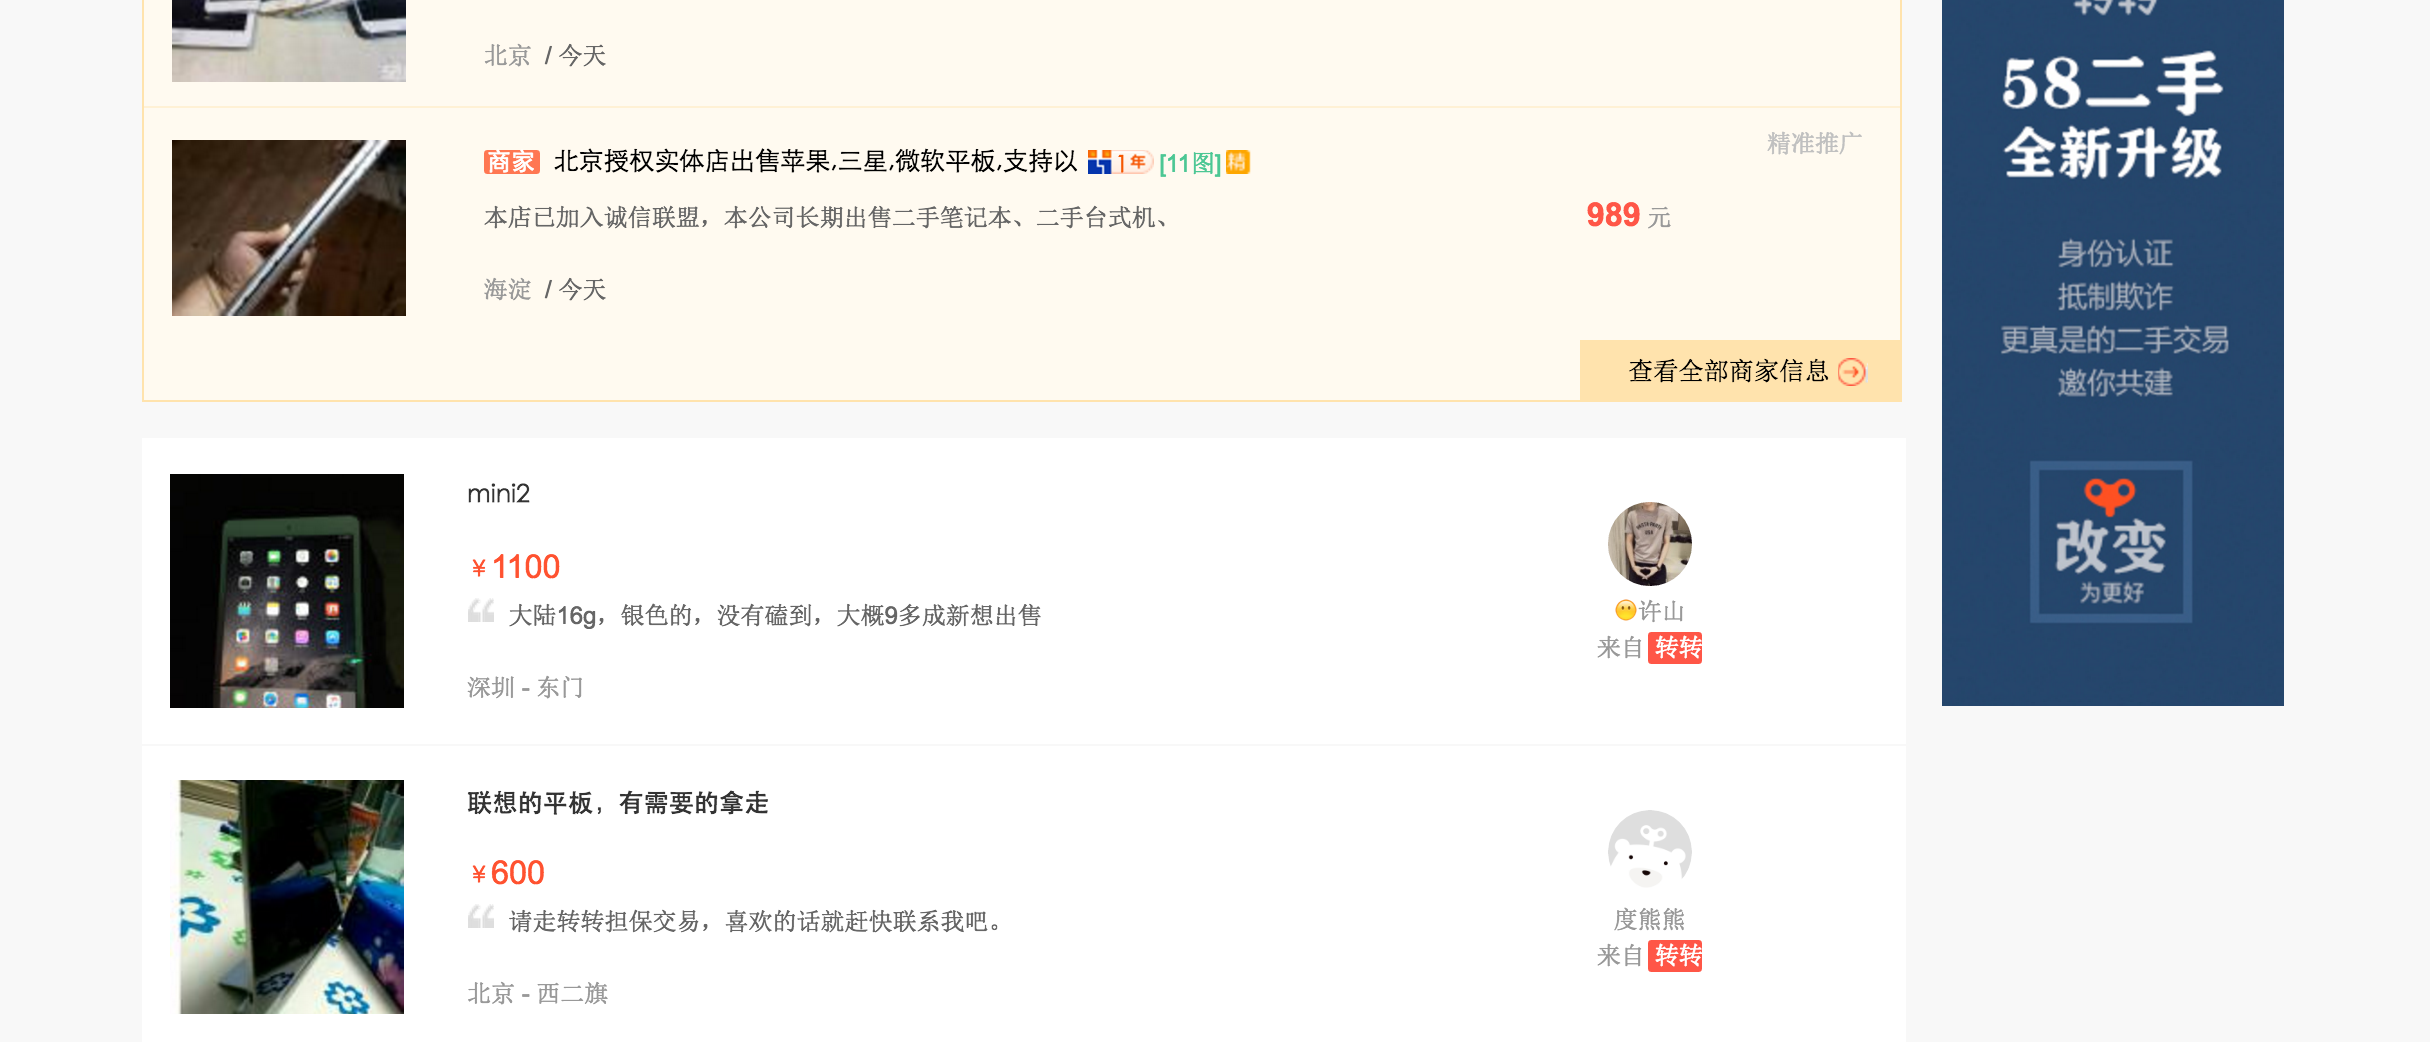 北京 / 今天
商家 北京授权实体店出售苹果,三星,微软平板,支持以 1年 [11图] 精
精准推广
本店已加入诚信联盟，本公司长期出售二手笔记本、二手台式机、
989 元
海淀 / 今天
查看全部商家信息
mini2
¥1100
大陆16g，银色的，没有磕到，大概9多成新想出售
深圳 - 东门
😶许山
来自 转转
联想的平板，有需要的拿走
¥600
请走转转担保交易，喜欢的话就赶快联系我吧。
北京 - 西二旗
度熊熊
来自 转转
58二手
全新升级
身份认证
抵制欺诈
更真是的二手交易
邀你共建
改变
为更好